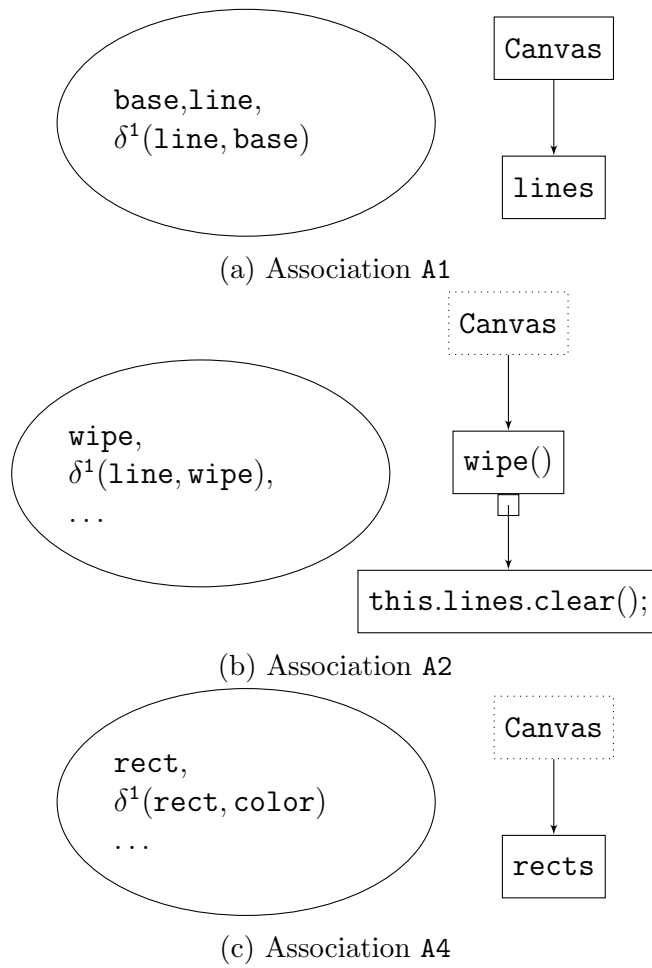 base,line,
δ¹(line, base)
Canvas
lines
(a) Association A1
wipe,
δ¹(line, wipe),
...
Canvas
wipe()
this.lines.clear();
(b) Association A2
rect,
δ¹(rect, color)
...
Canvas
rects
(c) Association A4